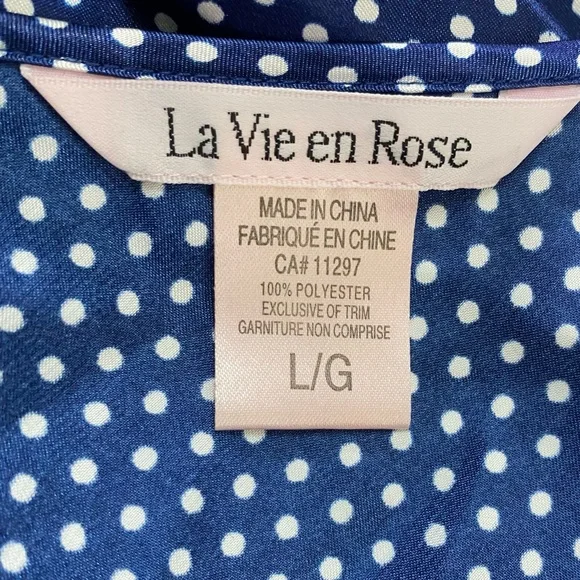 La Vie en Rose
MADE IN CHINA
FABRIQUÉ EN CHINE
CA# 11297
100% POLYESTER
EXCLUSIVE OF TRIM
GARNITURE NON COMPRISE
L/G